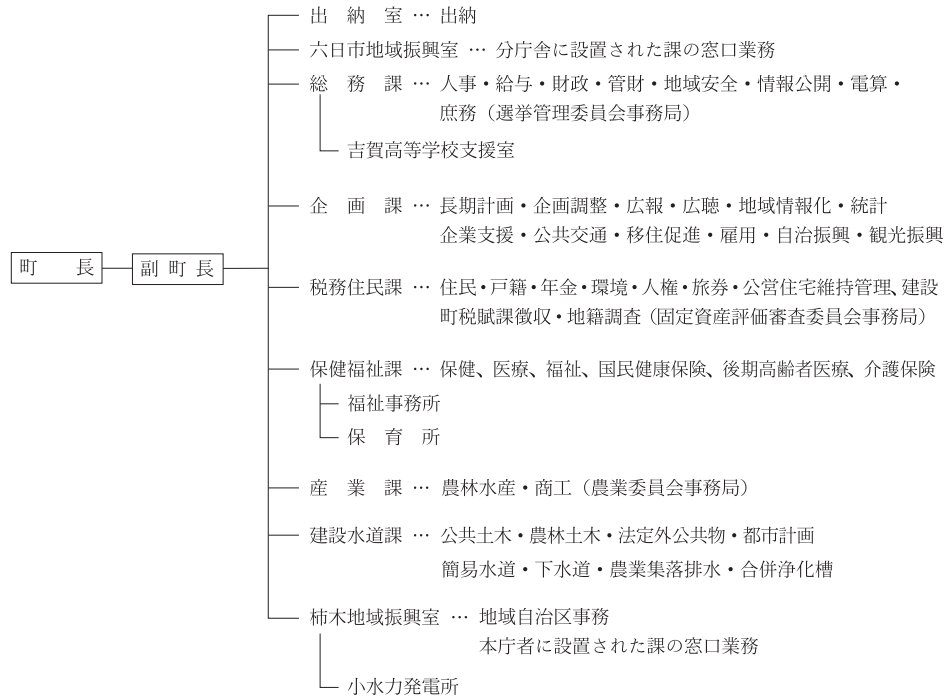 出　納　室 … 出納
六日市地域振興室 … 分庁舎に設置された課の窓口業務
総　務　課 … 人事・給与・財政・管財・地域安全・情報公開・電算・
庶務（選挙管理委員会事務局）
吉賀高等学校支援室
企　画　課 … 長期計画・企画調整・広報・広聴・地域情報化・統計
企業支援・公共交通・移住促進・雇用・自治振興・観光振興
町　　長
副 町 長
税務住民課 … 住民・戸籍・年金・環境・人権・旅券・公営住宅維持管理、建設
町税賦課徴収・地籍調査（固定資産評価審査委員会事務局）
保健福祉課 … 保健、医療、福祉、国民健康保険、後期高齢者医療、介護保険
福祉事務所
保　育　所
産　業　課 … 農林水産・商工（農業委員会事務局）
建設水道課 … 公共土木・農林土木・法定外公共物・都市計画
簡易水道・下水道・農業集落排水・合併浄化槽
柿木地域振興室 … 地域自治区事務
本庁者に設置された課の窓口業務
小水力発電所